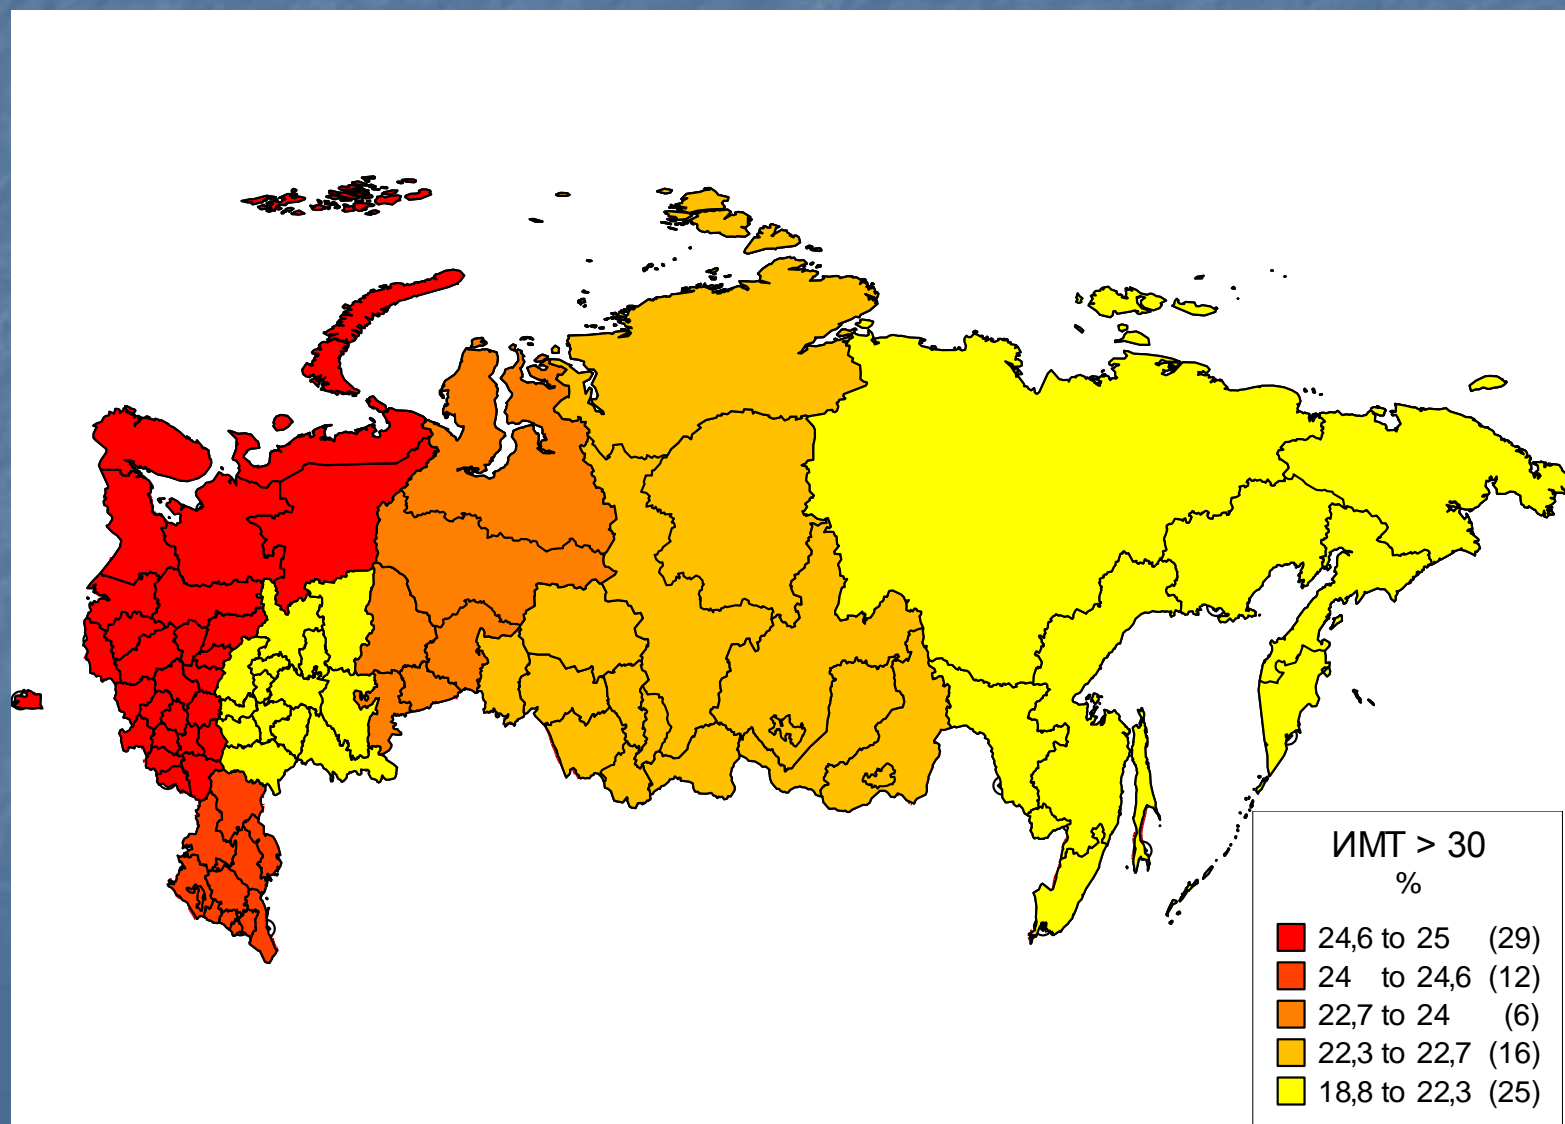 ИМТ > 30
%
24,6 to 25 (29)
24 to 24,6 (12)
22,7 to 24 (6)
22,3 to 22,7 (16)
18,8 to 22,3 (25)